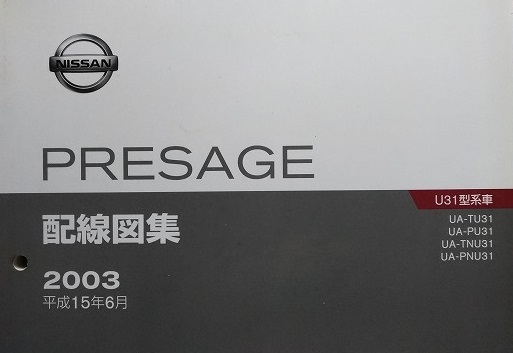 NISSAN
PRESAGE
U31型系車
UA-TU31
UA-PU31
UA-TNU31
UA-PNU31
配線図集
2003
平成15年6月